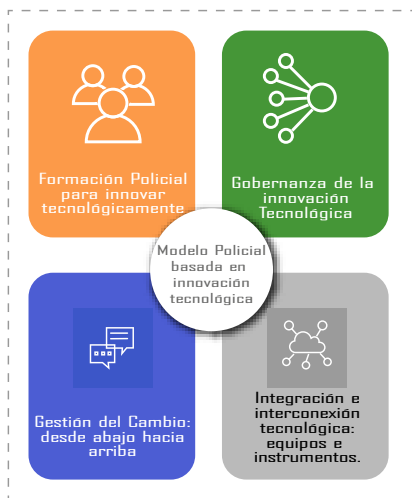 Formación Policial
para innovar
tecnológicamente
Gobernanza de la
innovación
Tecnológica
Modelo Policial
basada en
innovación
tecnológica
Gestión del Cambio:
desde abajo hacia
arriba
Integración e
interconexión
tecnológica:
equipos e
instrumentos.